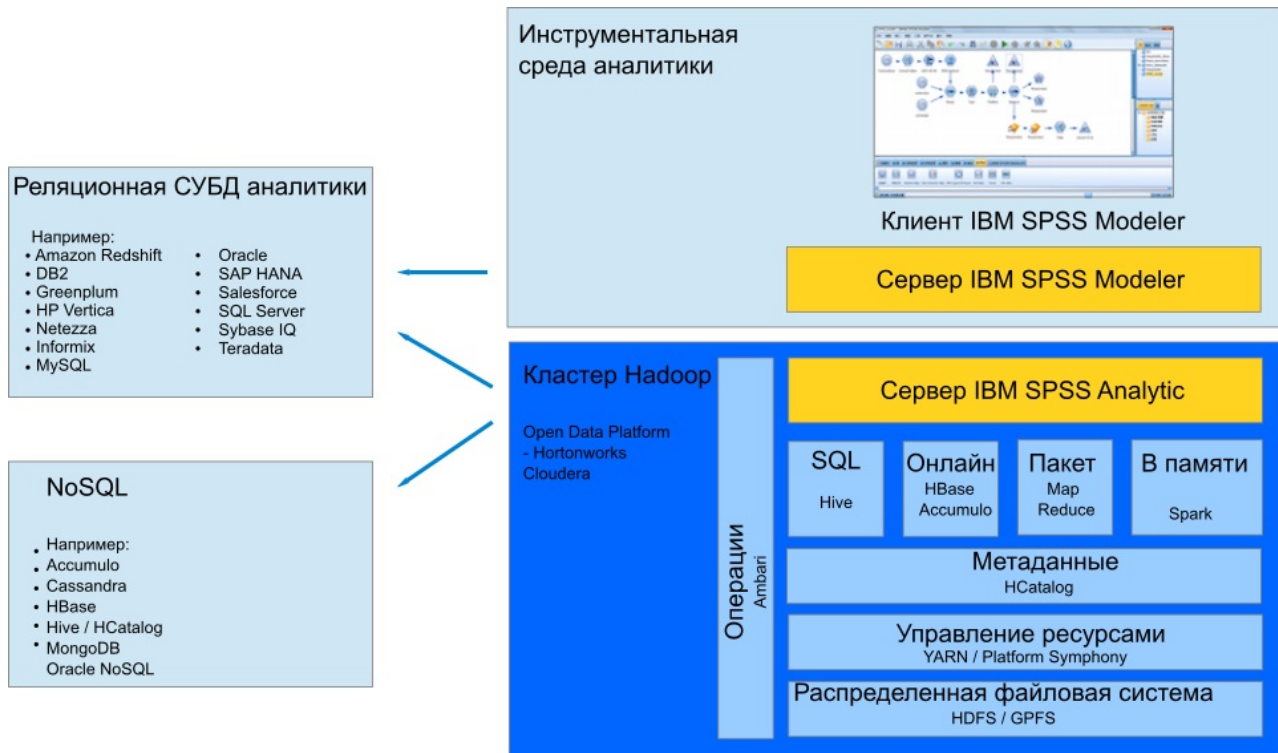 Инструментальная
среда аналитики
Клиент IBM SPSS Modeler
Сервер IBM SPSS Modeler
Реляционная СУБД аналитики
Например:
• Amazon Redshift
• DB2
• Greenplum
• HP Vertica
• Netezza
• Informix
• MySQL
• Oracle
• SAP HANA
• Salesforce
• SQL Server
• Sybase IQ
• Teradata
NoSQL
• Например:
• Accumulo
• Cassandra
• HBase
• Hive / HCatalog
• MongoDB
Oracle NoSQL
Кластер Hadoop
Open Data Platform
- Hortonworks
Cloudera
Операции
Ambari
Сервер IBM SPSS Analytic
SQL
Hive
Онлайн
HBase
Accumulo
Пакет
Map
Reduce
В памяти
Spark
Метаданные
HCatalog
Управление ресурсами
YARN / Platform Symphony
Распределенная файловая система
HDFS / GPFS